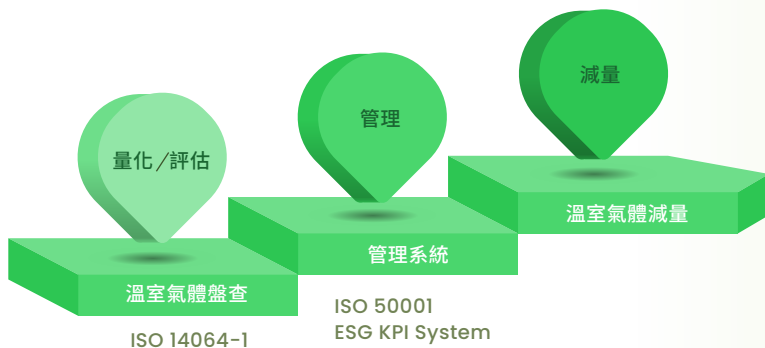 減量
管理
量化/評估
溫室氣體減量
管理系統
溫室氣體盤查
ISO 50001
ESG KPI System
ISO 14064-1